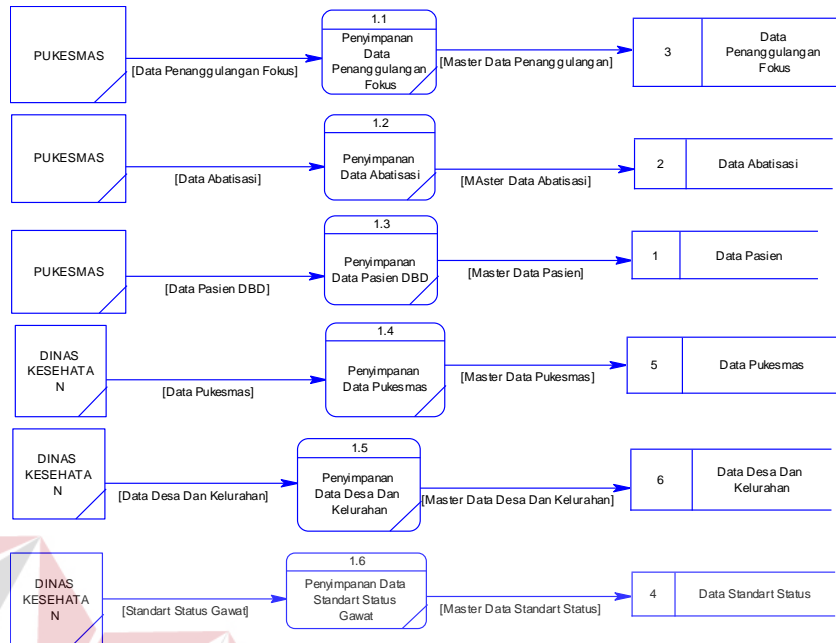 1.1
PUKESMAS
[Data Penanggulangan Fokus]
Penyimpanan
Data
Penanggulangan
Fokus
[Master Data Penanggulangan]
3
Data
Penanggulangan
Fokus
1.2
PUKESMAS
[Data Abatisasi]
Penyimpanan
Data Abatisasi
[MAster Data Abatisasi]
2
Data Abatisasi
1.3
PUKESMAS
[Data Pasien DBD]
Penyimpanan
Data Pasien DBD
[Master Data Pasien]
1
Data Pasien
1.4
DINAS
KESEHATA
N
[Data Pukesmas]
Penyimpanan
Data Pukesmas
[Master Data Pukesmas]
5
Data Pukesmas
1.5
DINAS
KESEHATA
N
[Data Desa Dan Kelurahan]
Penyimpanan
Data Desa Dan
Kelurahan
[Master Data Desa Dan Kelurahan]
6
Data Desa Dan
Kelurahan
1.6
DINAS
KESEHATA
N
[Standart Status Gawat]
Penyimpanan Data
Standart Status
Gawat
[Master Data Standart Status]
4
Data Standart Status